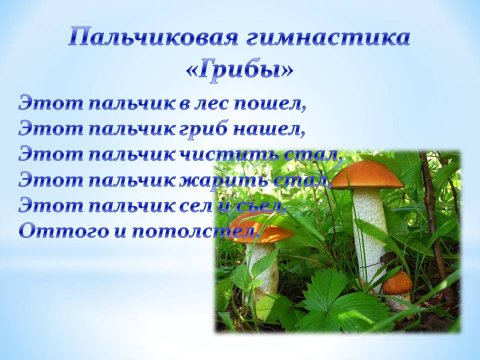 Пальчиковая гимнастика
«Грибы»
Этот пальчик в лес пошел,
Этот пальчик гриб нашел,
Этот пальчик чистить стал,
Этот пальчик жарить стал,
Этот пальчик сел и съел,
Оттого и потолстел.